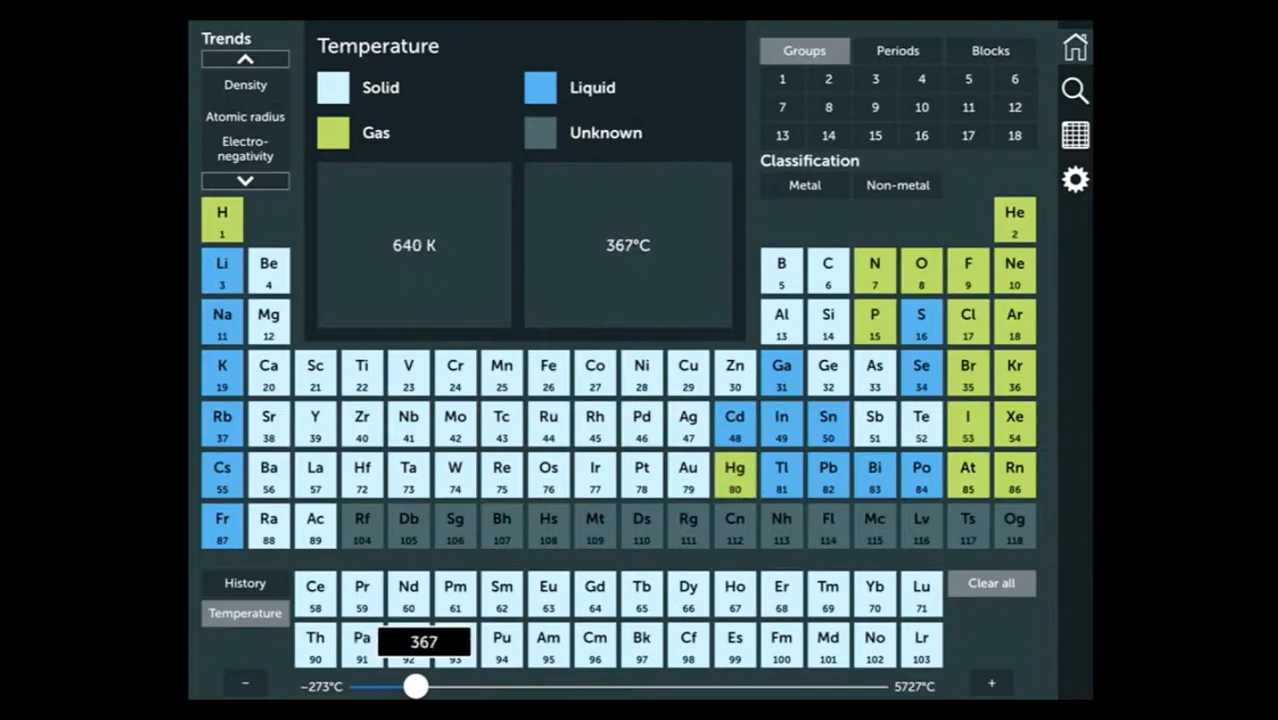 Trends
Density
Atomic radius
Electro-
negativity
Temperature
Solid
Liquid
Gas
Unknown
640 K
367°C
Groups Periods Blocks
1 2 3 4 5 6
7 8 9 10 11 12
13 14 15 16 17 18
Classification
Metal Non-metal
H He
1 2
Li Be B C N O F Ne
3 4 5 6 7 8 9 10
Na Mg Al Si P S Cl Ar
11 12 13 14 15 16 17 18
K Ca Sc Ti V Cr Mn Fe Co Ni Cu Zn Ga Ge As Se Br Kr
19 20 21 22 23 24 25 26 27 28 29 30 31 32 33 34 35 36
Rb Sr Y Zr Nb Mo Tc Ru Rh Pd Ag Cd In Sn Sb Te I Xe
37 38 39 40 41 42 43 44 45 46 47 48 49 50 51 52 53 54
Cs Ba La Hf Ta W Re Os Ir Pt Au Hg Tl Pb Bi Po At Rn
55 56 57 72 73 74 75 76 77 78 79 80 81 82 83 84 85 86
Fr Ra Ac Rf Db Sg Bh Hs Mt Ds Rg Cn Nh Fl Mc Lv Ts Og
87 88 89 104 105 106 107 108 109 110 111 112 113 114 115 116 117 118
History
Temperature
Ce Pr Nd Pm Sm Eu Gd Tb Dy Ho Er Tm Yb Lu
58 59 60 61 62 63 64 65 66 67 68 69 70 71
Clear all
Th Pa 367 Pu Am Cm Bk Cf Es Fm Md No Lr
90 91 92 93 94 95 96 97 98 99 100 101 102 103
− -273°C 5727°C +